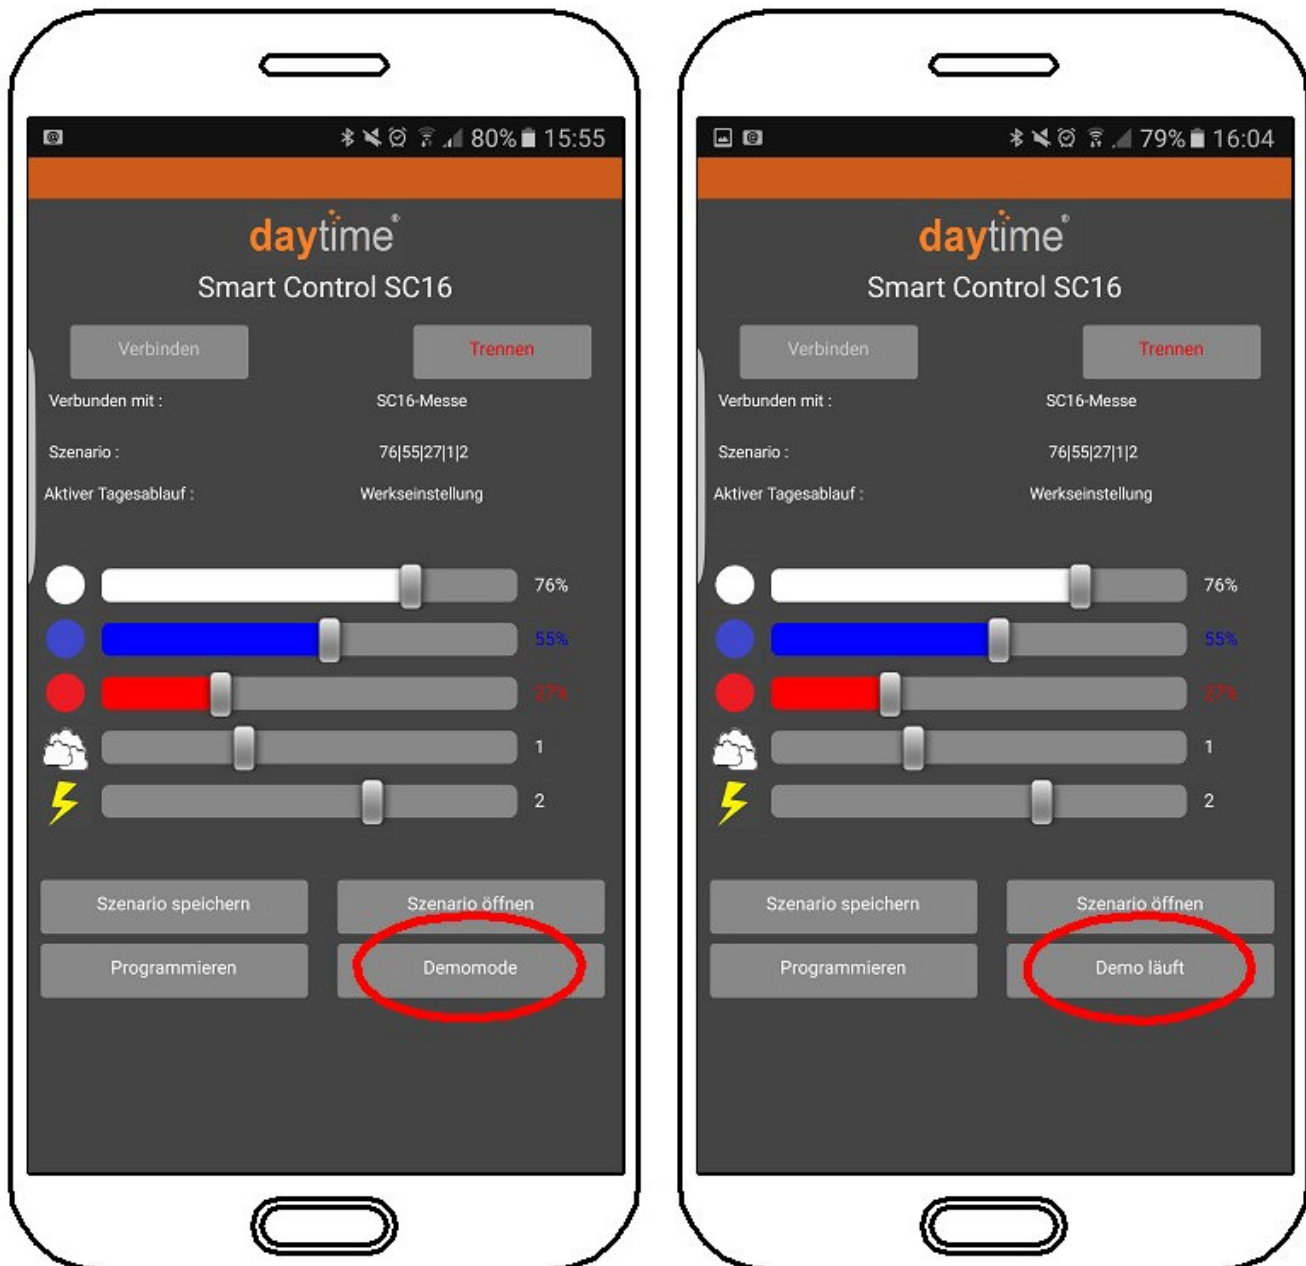 80% 15:55
daytime®
Smart Control SC16
Verbinden Trennen
Verbunden mit : SC16-Messe
Szenario : 76|55|27|1|2
Aktiver Tagesablauf : Werkseinstellung
76%
55%
27%
1
2
Szenario speichern Szenario öffnen
Programmieren Demomode
79% 16:04
daytime®
Smart Control SC16
Verbinden Trennen
Verbunden mit : SC16-Messe
Szenario : 76|55|27|1|2
Aktiver Tagesablauf : Werkseinstellung
76%
55%
27%
1
2
Szenario speichern Szenario öffnen
Programmieren Demo läuft